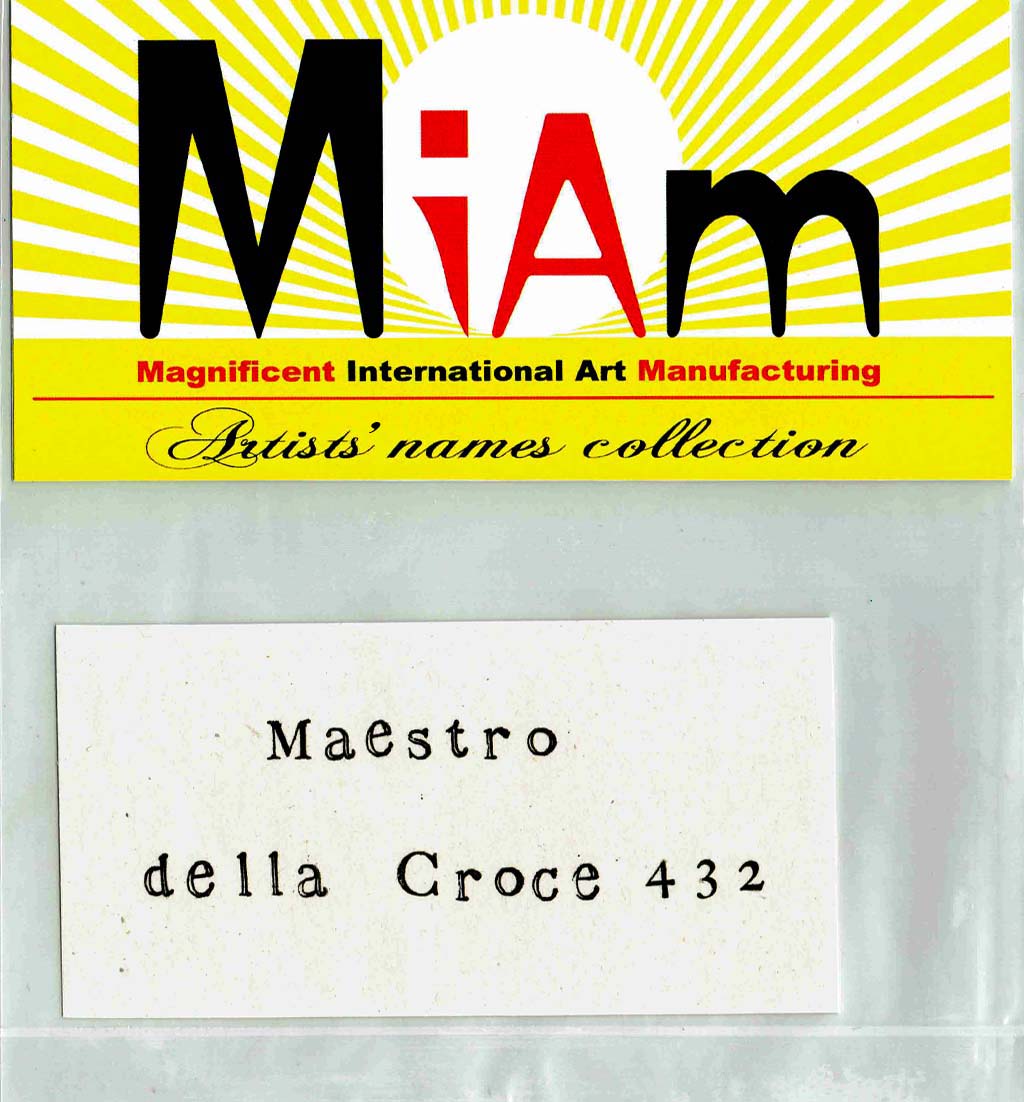 MiAm
Magnificent International Art Manufacturing
Artists' names collection
Maestro
della Croce 432